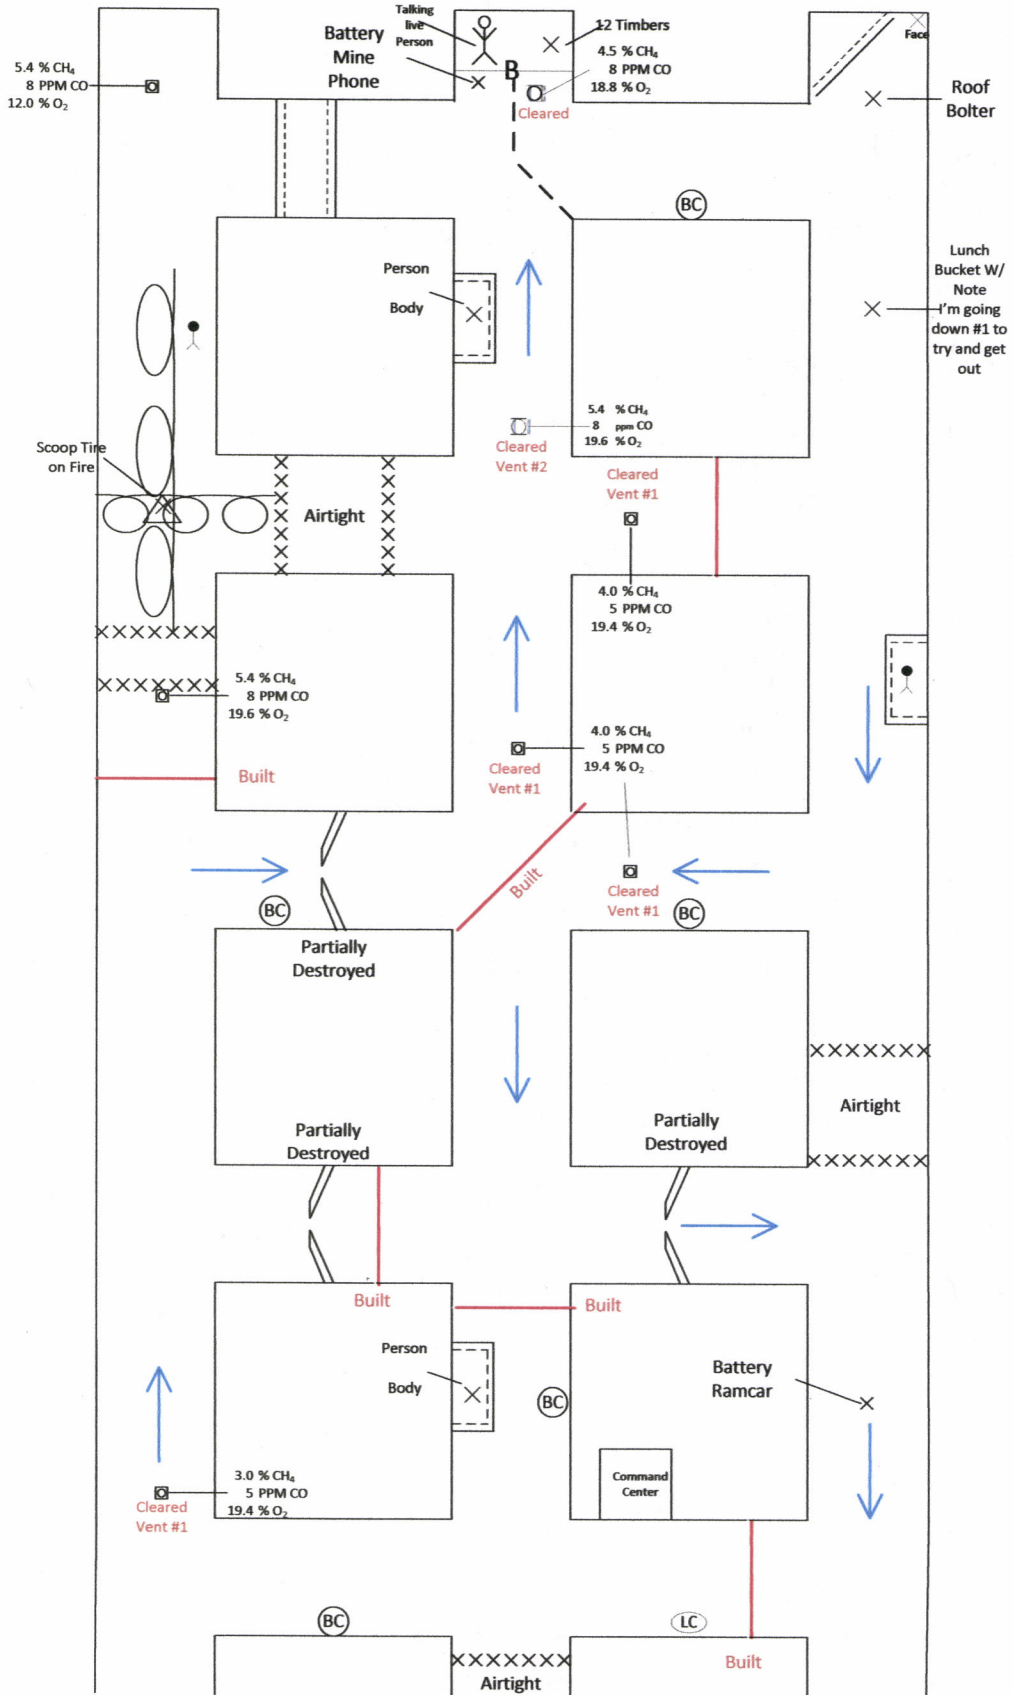 Talking
live
Person
12 Timbers
Battery
Mine
Phone
B
4.5 % CH₄
8 PPM CO
18.8 % O₂
Cleared
Face
5.4 % CH₄
8 PPM CO
12.0 % O₂
Roof
Bolter
BC
Person
Body
Lunch
Bucket W/
Note
I'm going
down #1 to
try and get
out
5.4 % CH₄
8 ppm CO
19.6 % O₂
Cleared
Vent #2
Scoop Tire
on Fire
Cleared
Vent #1
Airtight
4.0 % CH₄
5 PPM CO
19.4 % O₂
5.4 % CH₄
8 PPM CO
19.6 % O₂
4.0 % CH₄
5 PPM CO
19.4 % O₂
Cleared
Vent #1
Built
Built
Cleared
Vent #1
BC
BC
Partially
Destroyed
Airtight
Partially
Destroyed
Partially
Destroyed
Built
Built
Person
Body
BC
Battery
Ramcar
Command
Center
3.0 % CH₄
5 PPM CO
19.4 % O₂
Cleared
Vent #1
BC
LC
Airtight
Built